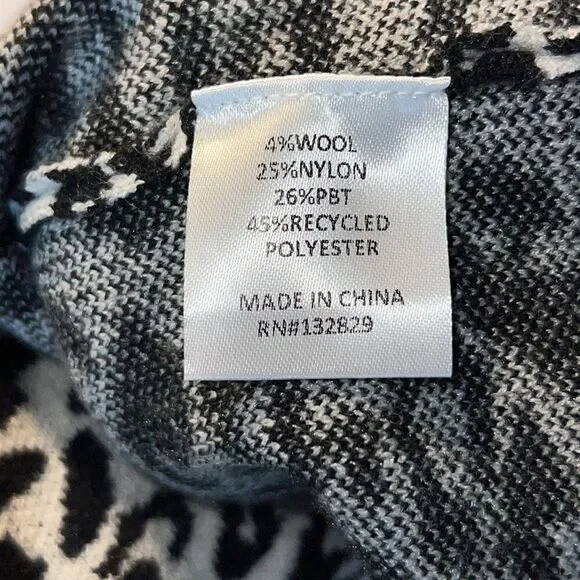 4%WOOL
25%NYLON
26%PBT
45%RECYCLED
POLYESTER
MADE IN CHINA
RN#132829